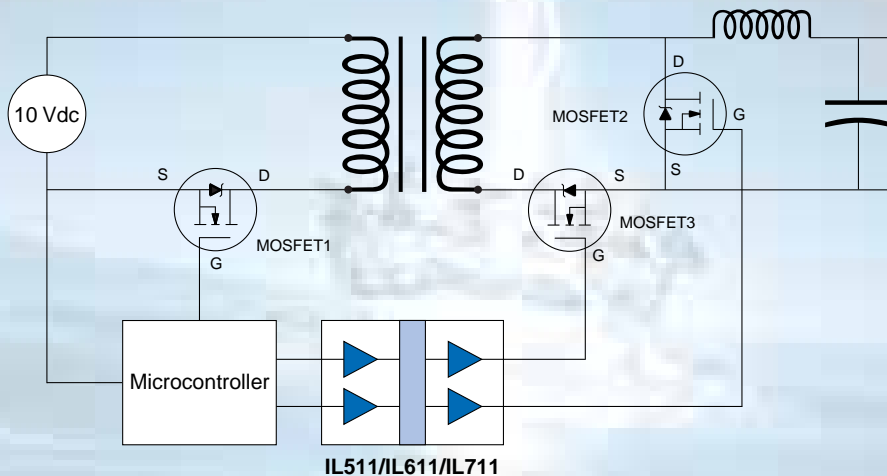 D
10 Vdc
MOSFET2
G
S
S
D
D
S
MOSFET3
MOSFET1
G
G
Microcontroller
IL511/IL611/IL711